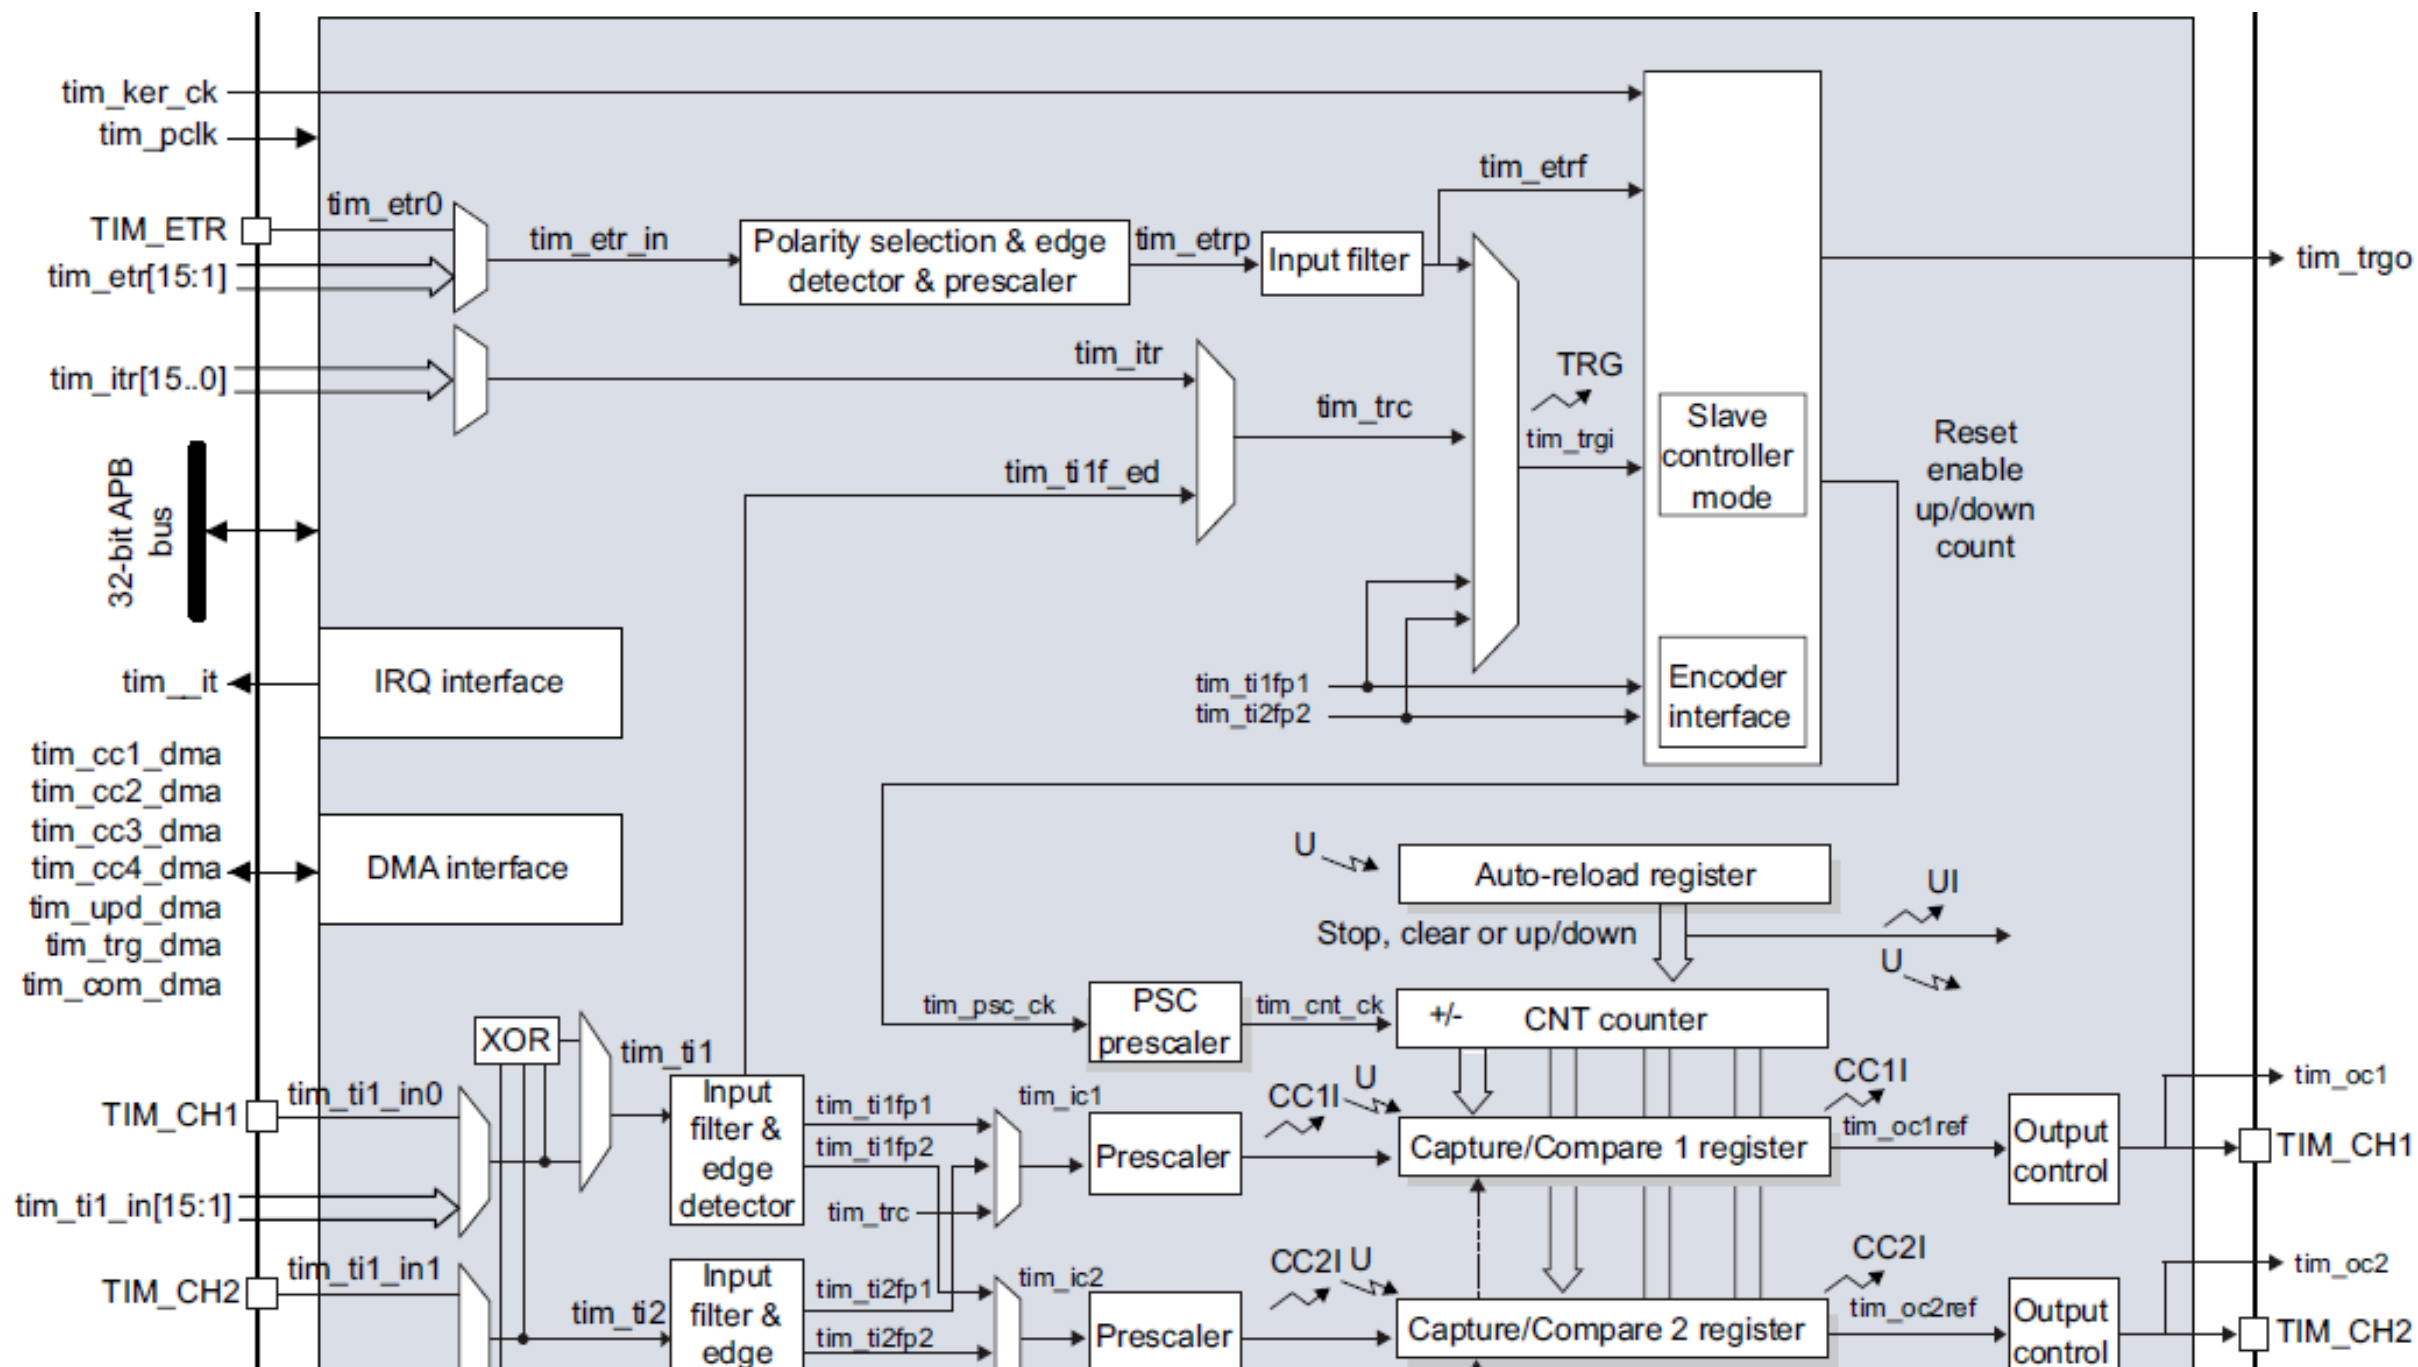 tim_ker_ck
tim_pclk
tim_etrf
tim_etr0
TIM_ETR
tim_etr_in
Polarity selection & edge
detector & prescaler
tim_etrp
Input filter
tim_trgo
tim_etr[15:1]
tim_itr
TRG
tim_itr[15..0]
tim_trc
tim_trgi
Slave
controller
mode
Reset
enable
up/down
count
tim_ti1f_ed
32-bit APB
bus
tim__it
IRQ interface
tim_ti1fp1
tim_ti2fp2
Encoder
interface
tim_cc1_dma
tim_cc2_dma
tim_cc3_dma
tim_cc4_dma
tim_upd_dma
tim_trg_dma
tim_com_dma
DMA interface
U
Auto-reload register
UI
Stop, clear or up/down
U
tim_psc_ck
PSC
prescaler
tim_cnt_ck
+/-
CNT counter
XOR
tim_ti1
tim_ti1_in0
TIM_CH1
Input
filter &
edge
detector
tim_ti1fp1
tim_ti1fp2
tim_trc
tim_ic1
Prescaler
CC1I
U
Capture/Compare 1 register
CC1I
tim_oc1ref
Output
control
tim_oc1
TIM_CH1
tim_ti1_in[15:1]
tim_ti1_in1
TIM_CH2
tim_ti2
Input
filter &
edge
tim_ti2fp1
tim_ti2fp2
tim_ic2
Prescaler
CC2I
U
Capture/Compare 2 register
CC2I
tim_oc2ref
Output
control
tim_oc2
TIM_CH2